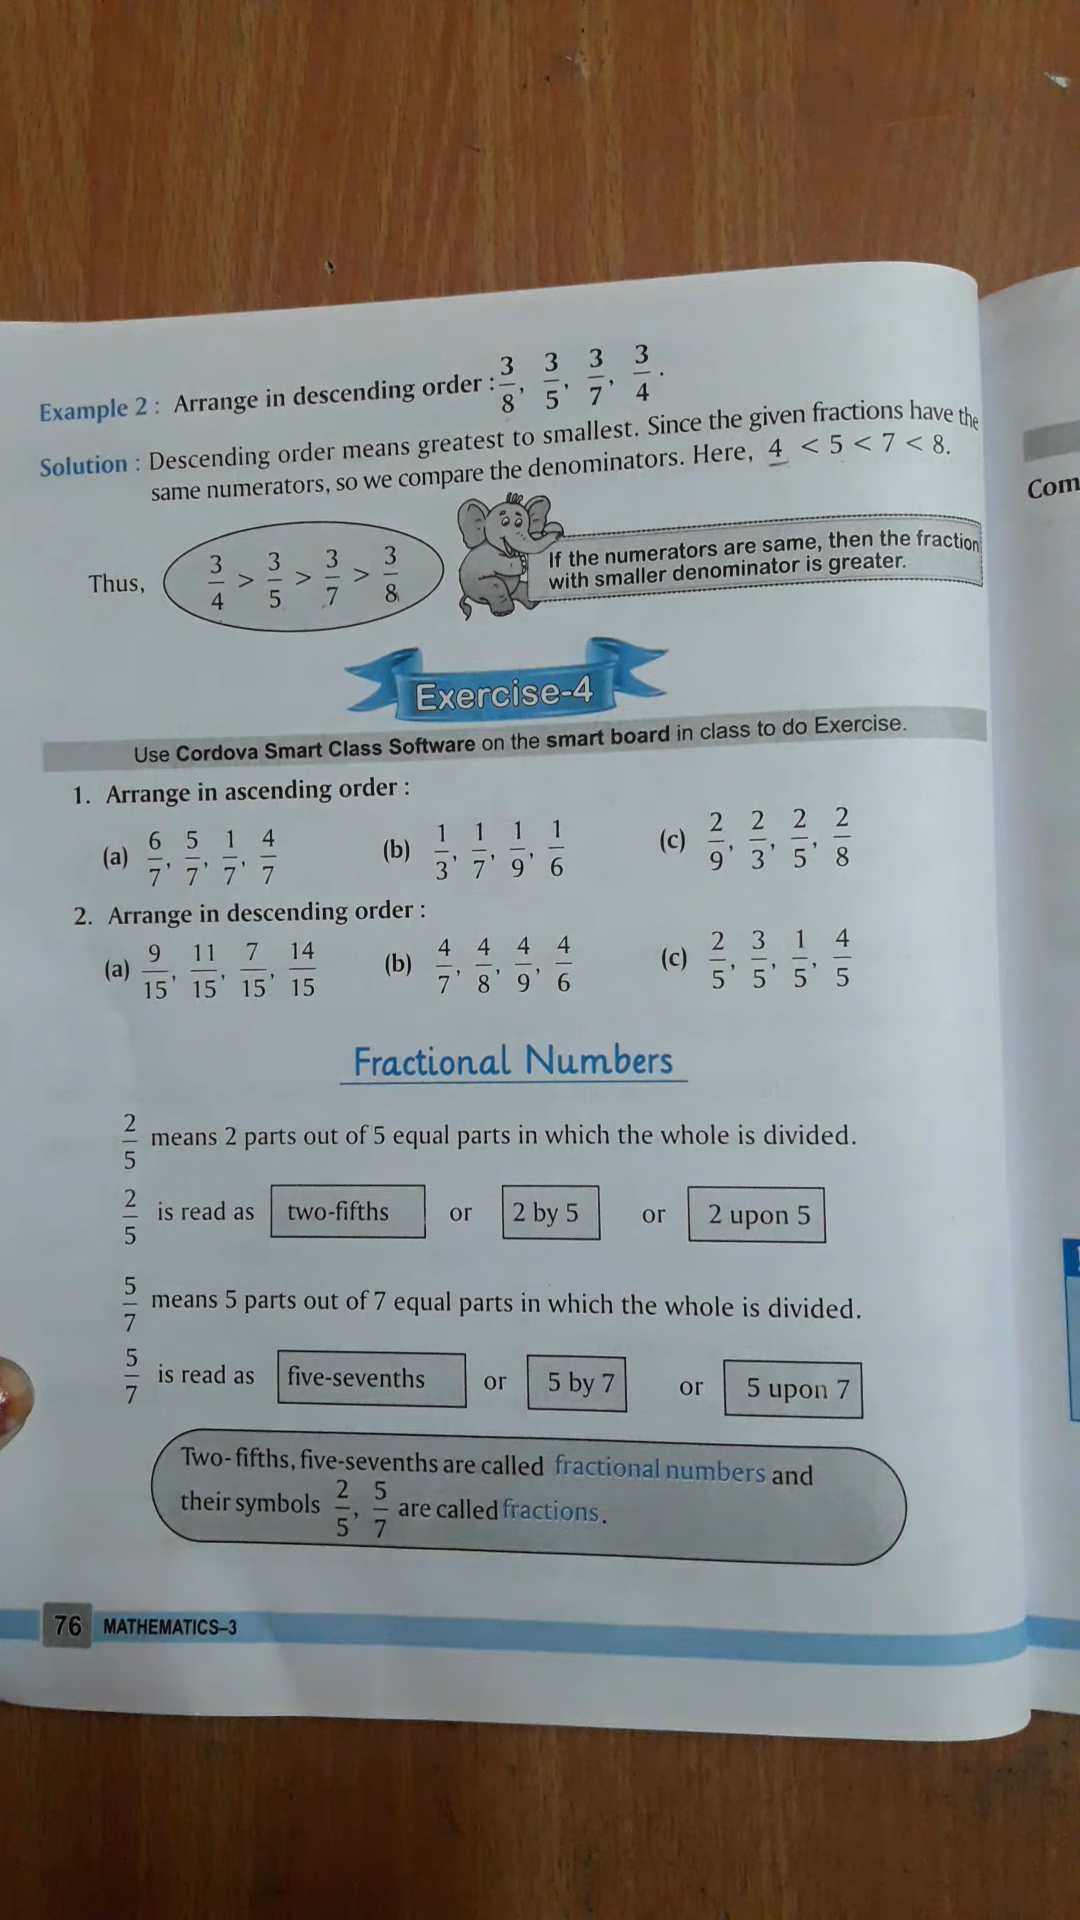 Example 2 : Arrange in descending order : 3/8, 3/5, 3/7, 3/4.
Solution : Descending order means greatest to smallest. Since the given fractions have the
same numerators, so we compare the denominators. Here, 4 < 5 < 7 < 8.
Thus, 3/4 > 3/5 > 3/7 > 3/8
If the numerators are same, then the fraction
with smaller denominator is greater.
Exercise-4
Use Cordova Smart Class Software on the smart board in class to do Exercise.
1. Arrange in ascending order :
(a) 6/7, 5/7, 1/7, 4/7 (b) 1/3, 1/7, 1/9, 1/6 (c) 2/9, 2/3, 2/5, 2/8
2. Arrange in descending order :
(a) 9/15, 11/15, 7/15, 14/15 (b) 4/7, 4/8, 4/9, 4/6 (c) 2/5, 3/5, 1/5, 4/5
Fractional Numbers
2/5 means 2 parts out of 5 equal parts in which the whole is divided.
2/5 is read as two-fifths or 2 by 5 or 2 upon 5
5/7 means 5 parts out of 7 equal parts in which the whole is divided.
5/7 is read as five-sevenths or 5 by 7 or 5 upon 7
Two-fifths, five-sevenths are called fractional numbers and
their symbols 2/5, 5/7 are called fractions.
76 MATHEMATICS–3
Com